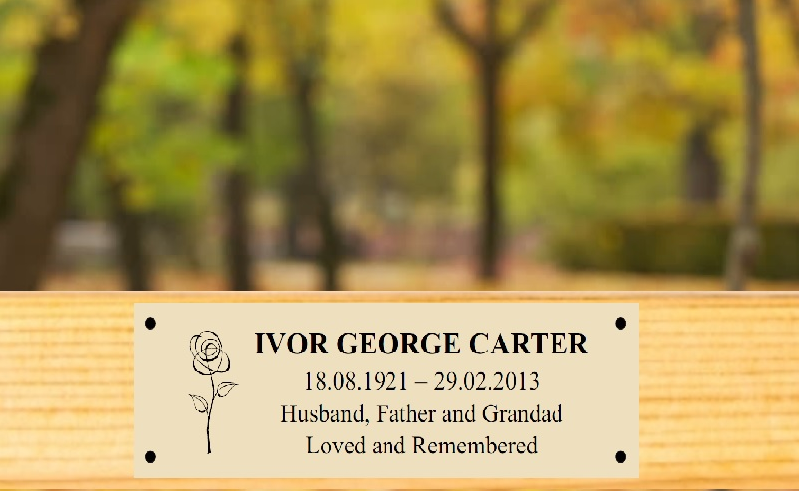 IVOR GEORGE CARTER
18.08.1921 – 29.02.2013
Husband, Father and Grandad
Loved and Remembered